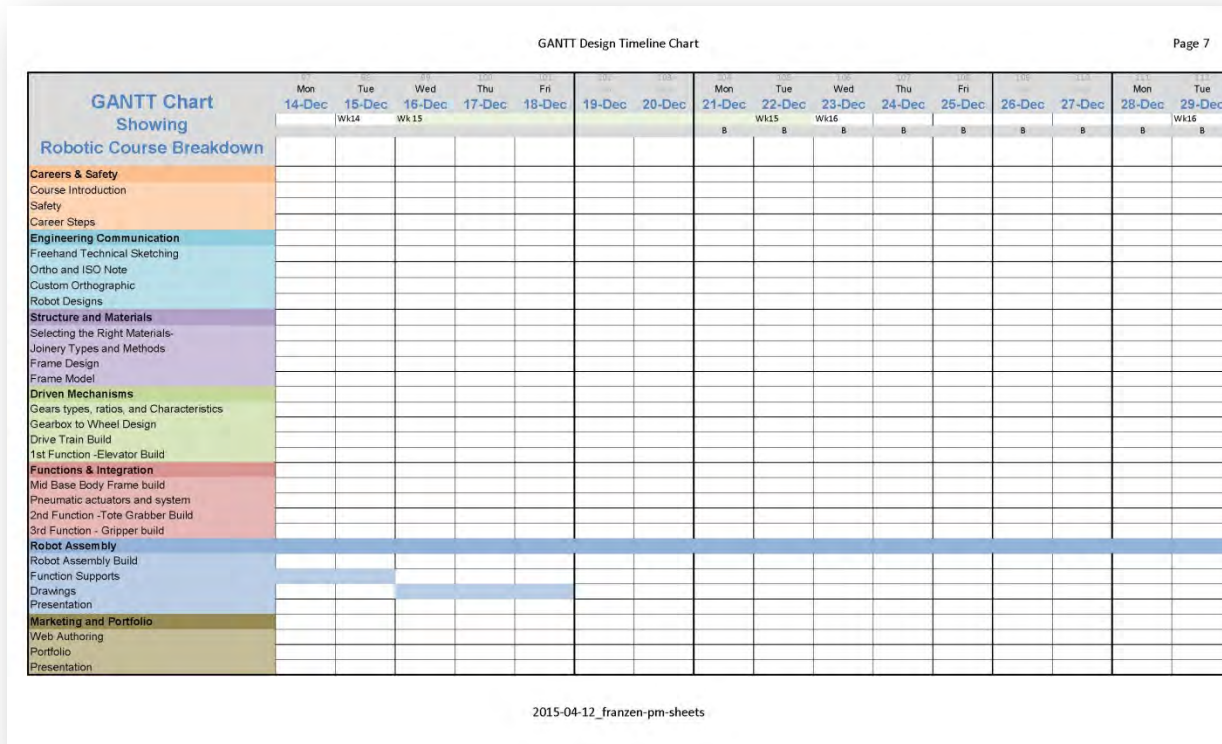 GANTT Design Timeline Chart Page 7
Mon Tue Wed Thu Fri Mon Tue Wed Thu Fri Mon Tue
GANTT Chart
14-Dec 15-Dec 16-Dec 17-Dec 18-Dec 19-Dec 20-Dec 21-Dec 22-Dec 23-Dec 24-Dec 25-Dec 26-Dec 27-Dec 28-Dec 29-Dec
Showing
Wk14 Wk 15 Wk15 Wk16 Wk16
B B B B B B B B B
Robotic Course Breakdown
Careers & Safety
Course Introduction
Safety
Career Steps
Engineering Communication
Freehand Technical Sketching
Ortho and ISO Note
Custom Orthographic
Robot Designs
Structure and Materials
Selecting the Right Materials-
Joinery Types and Methods
Frame Design
Frame Model
Driven Mechanisms
Gears types, ratios, and Characteristics
Gearbox to Wheel Design
Drive Train Build
1st Function -Elevator Build
Functions & Integration
Mid Base Body Frame build
Pneumatic actuators and system
2nd Function -Tote Grabber Build
3rd Function - Gripper build
Robot Assembly
Robot Assembly Build
Function Supports
Drawings
Presentation
Marketing and Portfolio
Web Authoring
Portfolio
Presentation
2015-04-12_franzen-pm-sheets